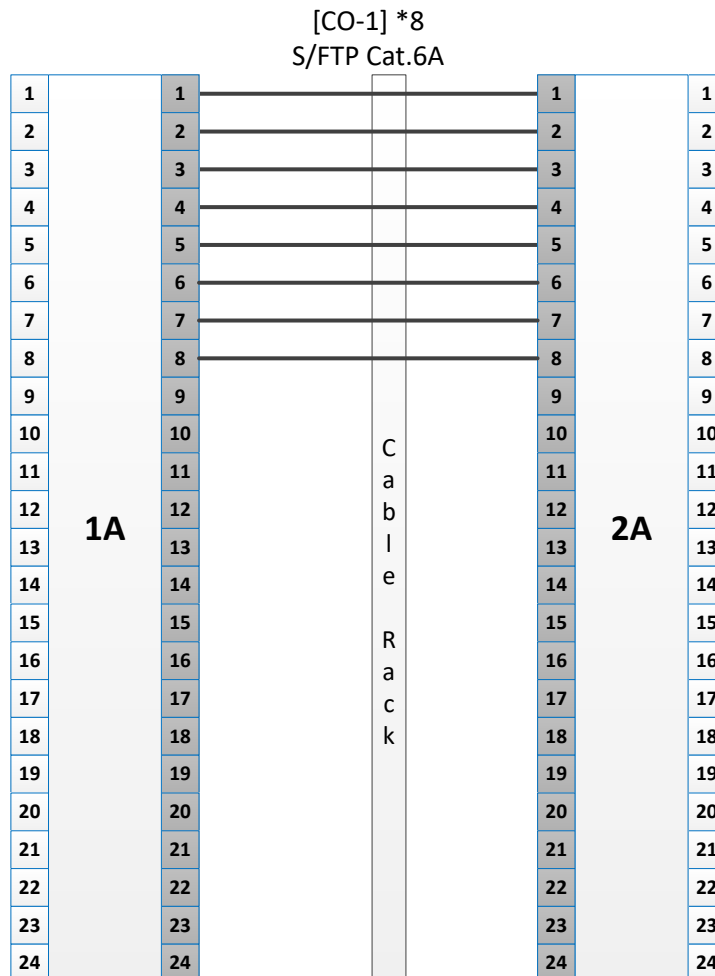 [CO-1] *8
S/FTP Cat.6A
1 1 1 1
2 2 2 2
3 3 3 3
4 4 4 4
5 5 5 5
6 6 6 6
7 7 7 7
8 8 8 8
9 9 9 9
10 10 10 10
11 11 11 11
12 12 12 12
13 13 13 13
14 14 14 14
15 15 15 15
16 16 16 16
17 17 17 17
18 18 18 18
19 19 19 19
20 20 20 20
21 21 21 21
22 22 22 22
23 23 23 23
24 24 24 24
1A
Cable Rack
2A